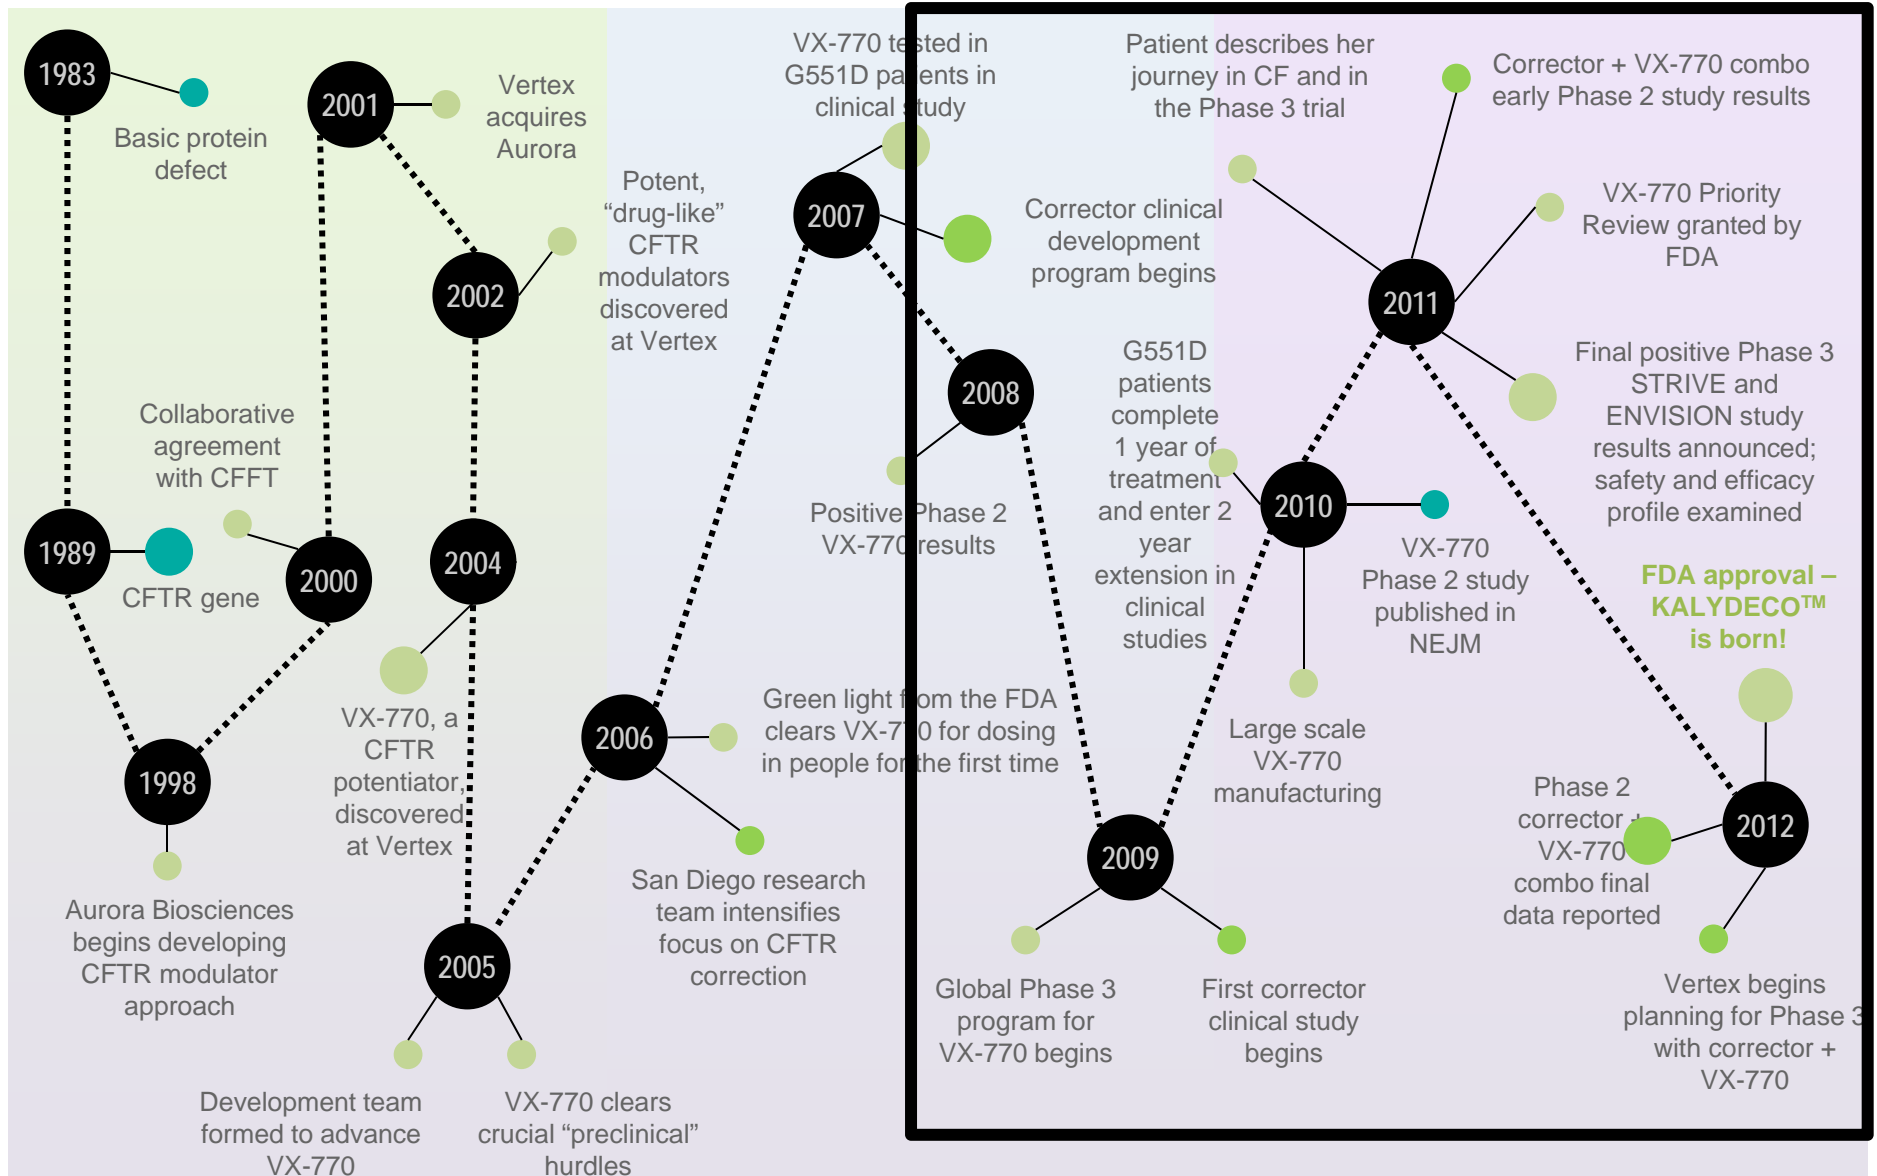 1983
Basic protein
defect
1989
CFTR gene
1998
Aurora Biosciences
begins developing
CFTR modulator
approach
Collaborative
agreement
with CFFT
2000
2001
Vertex
acquires
Aurora
2002
Potent,
“drug-like”
CFTR
modulators
discovered
at Vertex
2004
VX-770, a
CFTR
potentiator,
discovered
at Vertex
2005
Development team
formed to advance
VX-770
VX-770 clears
crucial “preclinical”
hurdles
2006
Green light from the FDA
clears VX-770 for dosing
in people for the first time
San Diego research
team intensifies
focus on CFTR
correction
VX-770 tested in
G551D patients in
clinical study
2007
Corrector clinical
development
program begins
2008
Positive Phase 2
VX-770 results
2009
Global Phase 3
program for
VX-770 begins
First corrector
clinical study
begins
G551D
patients
complete
1 year of
treatment
and enter 2
year
extension in
clinical
studies
2010
VX-770
Phase 2 study
published in
NEJM
Large scale
VX-770
manufacturing
Patient describes her
journey in CF and in
the Phase 3 trial
Corrector + VX-770 combo
early Phase 2 study results
2011
VX-770 Priority
Review granted by
FDA
Final positive Phase 3
STRIVE and
ENVISION study
results announced;
safety and efficacy
profile examined
FDA approval –
KALYDECO™
is born!
2012
Phase 2
corrector +
VX-770
combo final
data reported
Vertex begins
planning for Phase 3
with corrector +
VX-770